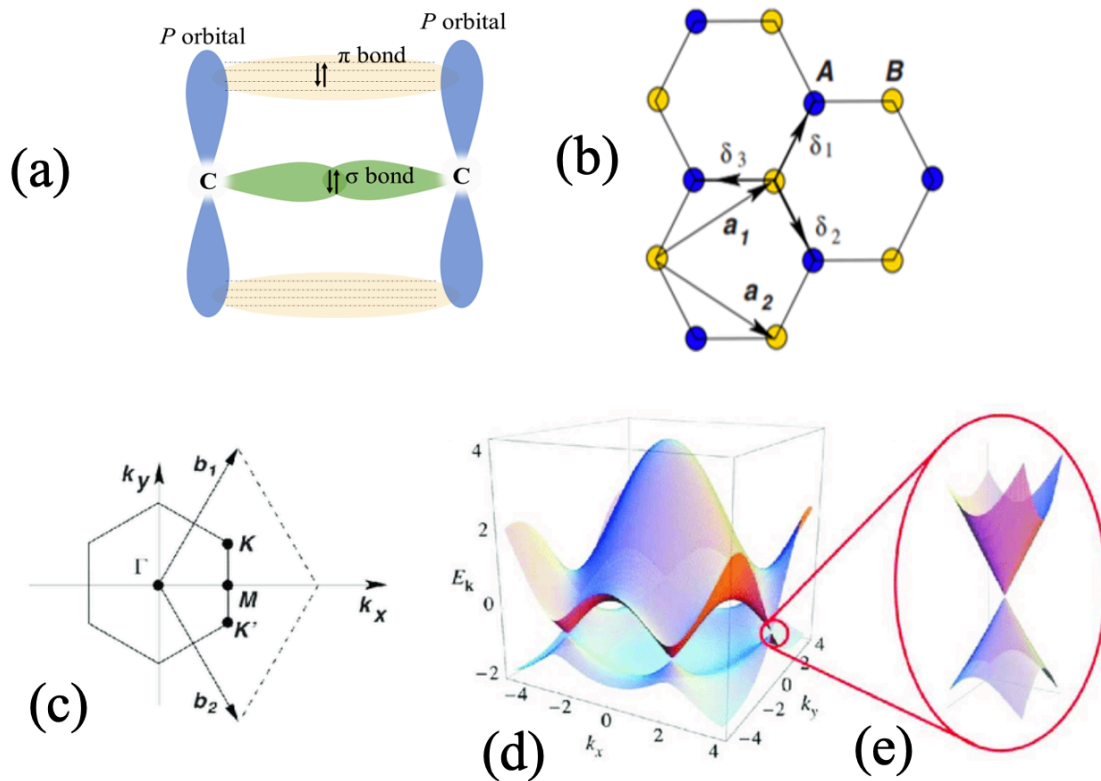 P orbital
P orbital
π bond
C
σ bond
C
(a)
A
B
δ1
δ3
δ2
a1
a2
(b)
ky
b1
K
Γ
M
kx
K'
b2
(c)
4
2
0
−2
Ek
−4
−2
0
2
4
kx
4
2
0
−2
−4
ky
(d)
(e)